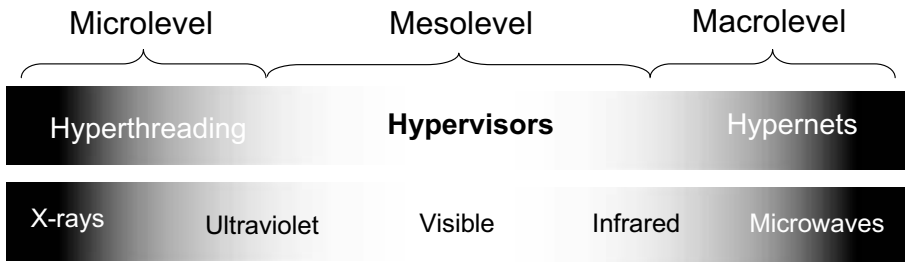 Microlevel Mesolevel Macrolevel
Hyperthreading Hypervisors Hypernets
X-rays Ultraviolet Visible Infrared Microwaves